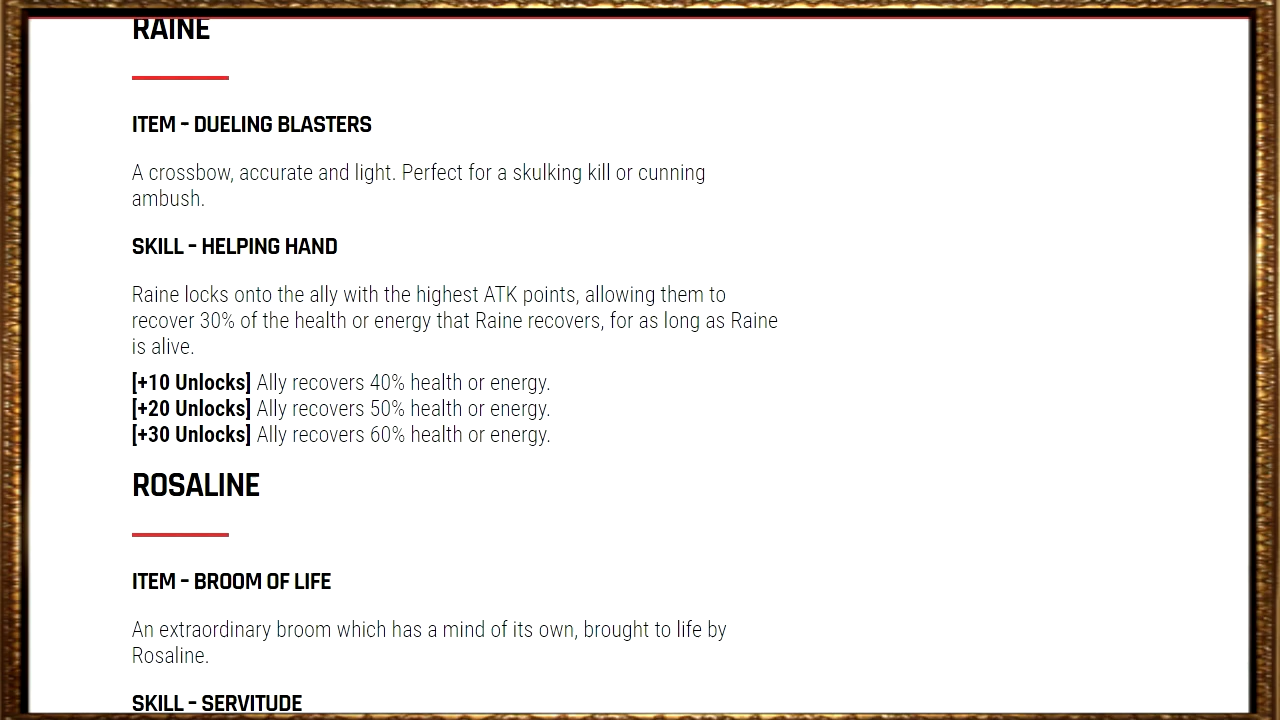 RAINE
ITEM – DUELING BLASTERS
A crossbow, accurate and light. Perfect for a skulking kill or cunning
ambush.
SKILL – HELPING HAND
Raine locks onto the ally with the highest ATK points, allowing them to
recover 30% of the health or energy that Raine recovers, for as long as Raine
is alive.
[+10 Unlocks] Ally recovers 40% health or energy.
[+20 Unlocks] Ally recovers 50% health or energy.
[+30 Unlocks] Ally recovers 60% health or energy.
ROSALINE
ITEM – BROOM OF LIFE
An extraordinary broom which has a mind of its own, brought to life by
Rosaline.
SKILL – SERVITUDE